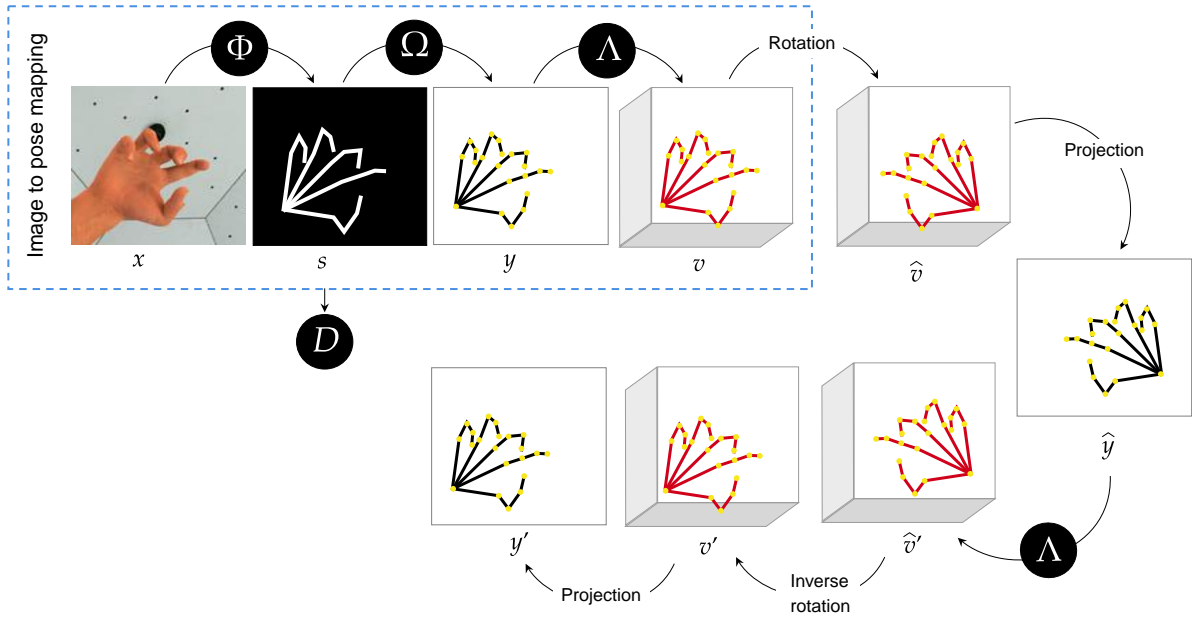 Image to pose mapping
Φ
Ω
Λ
Rotation
Projection
x
s
y
v
v̂
D
ŷ
Λ
v̂′
Inverse
rotation
v′
Projection
y′